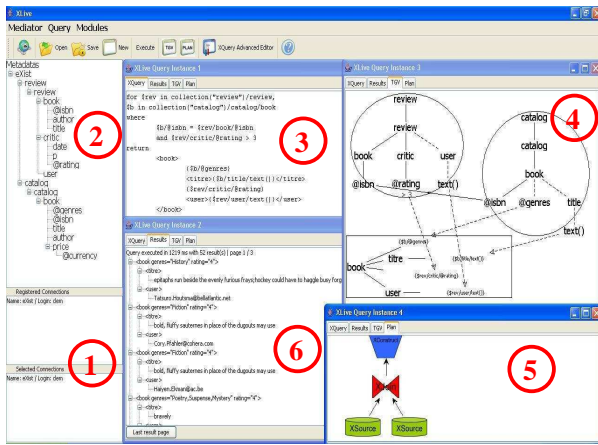 XLive
Mediator Query Modules
Open Save New Execute TGV PLAN XQuery Advanced Editor
Metadatas
eXist
review
review
book
@isbn
author
title
critic
date
p
@rating
user
catalog
catalog
book
@genres
@isbn
title
author
price
@currency
2
Registered Connections
Name: eXist / Login: dem
1
Selected Connections
Name: eXist / Login: dem
XLive Query Instance 1
XQuery Results TGV Plan
for $rev in collection("review")/review,
$b in collection("catalog")/catalog/book
where
$b/@isbn = $rev/book/@isbn
and $rev/critic/@rating > 3
return
<book>
{$b/@genres}
<titre>{$b/title/text()}</titre>
{$rev/critic/@rating}
<user>{$rev/user/text()}</user>
</book>
3
XLive Query Instance 2
XQuery Results TGV Plan
Query executed in 1219 ms with 52 result(s) | page 1 / 3
<book genres="History" rating="4">
<titre>
epitaphs run beside the evenly furious frays;hockey could have to haggle busy forg
<user>
Tatsuro.Houtsma@bellatlantic.net
<book genres="Fiction" rating="4">
<titre>
bold, fluffy sauternes in place of the dugouts may use
<user>
Cory.Pfahler@cohera.com
<book genres="Fiction" rating="4">
<titre>
bold, fluffy sauternes in place of the dugouts may use
<user>
Haiyen.Ekman@ac.be
<book genres="Poetry,Suspense,Mystery" rating="4">
<titre>
bravely
<user>
Last result page
6
XLive Query Instance 3
XQuery Results TGV Plan
review
review
book critic user
@isbn @rating text()
> 3
catalog
catalog
book
@isbn @genres title
text()
4
book
{$b/@genres}
titre {$b/title/text()}
{$rev/critic/@rating}
user {$rev/user/text()}
XLive Query Instance 4
XQuery Results TGV Plan
XConstruct
XJoin
XSource XSource
5